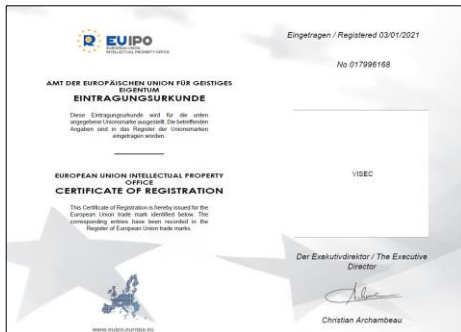 EUIPO
EUROPEAN UNION
INTELLECTUAL PROPERTY OFFICE
AMT DER EUROPÄISCHEN UNION FÜR GEISTIGES
EIGENTUM
EINTRAGUNGSURKUNDE
Diese Eintragungsurkunde wird für die unten
angegebene Unionsmarke ausgestellt. Die betreffenden
Angaben sind in das Register der Unionsmarken
eingetragen worden.
EUROPEAN UNION INTELLECTUAL PROPERTY
OFFICE
CERTIFICATE OF REGISTRATION
This Certificate of Registration is hereby issued for the
European Union trade mark identified below. The
corresponding entries have been recorded in the
Register of European Union trade marks.
www.euipo.europa.eu
Eingetragen / Registered 03/01/2021
No 017996168
VISEC
Der Exekutivdirektor / The Executive
Director
Christian Archambeau